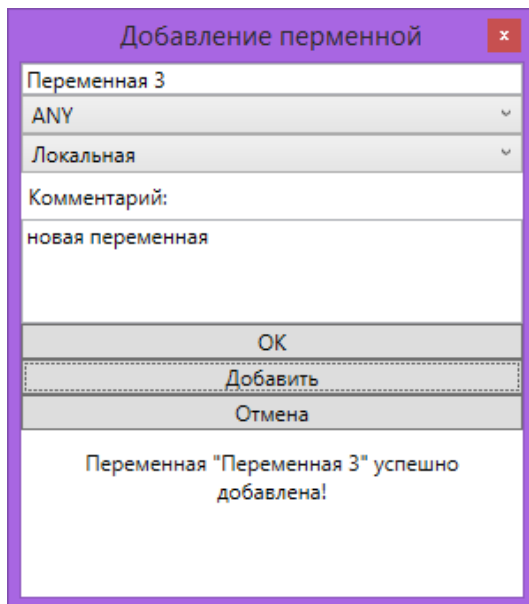 Добавление перменной
x
Переменная 3
ANY
Локальная
Комментарий:
новая переменная
OK
Добавить
Отмена
Переменная "Переменная 3" успешно
добавлена!